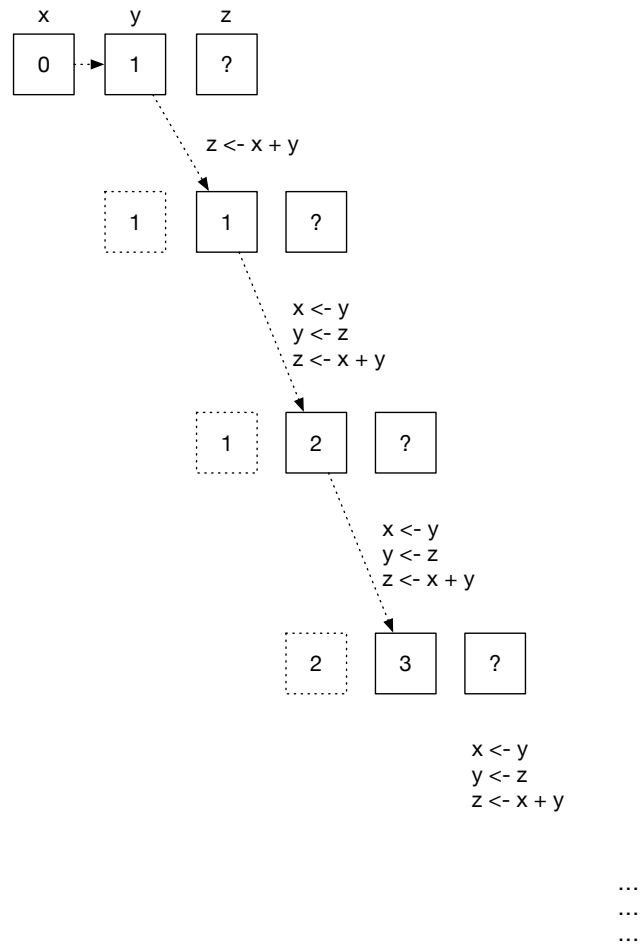 x y z
0 1 ?
z <- x + y
1 1 ?
x <- y
y <- z
z <- x + y
1 2 ?
x <- y
y <- z
z <- x + y
2 3 ?
x <- y
y <- z
z <- x + y
...
...
...